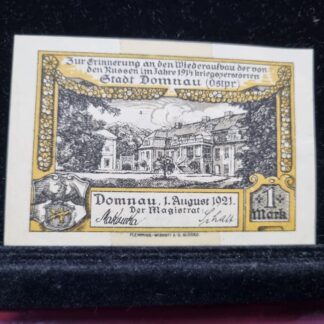 Zur Erinnerung an den Wiederaufbau der von
den Russen im Jahre 1914 kriegszerstörten
Stadt Domnau (Ostpr)
Domnau, 1. August 1921.
Der Magistrat
1
Mark